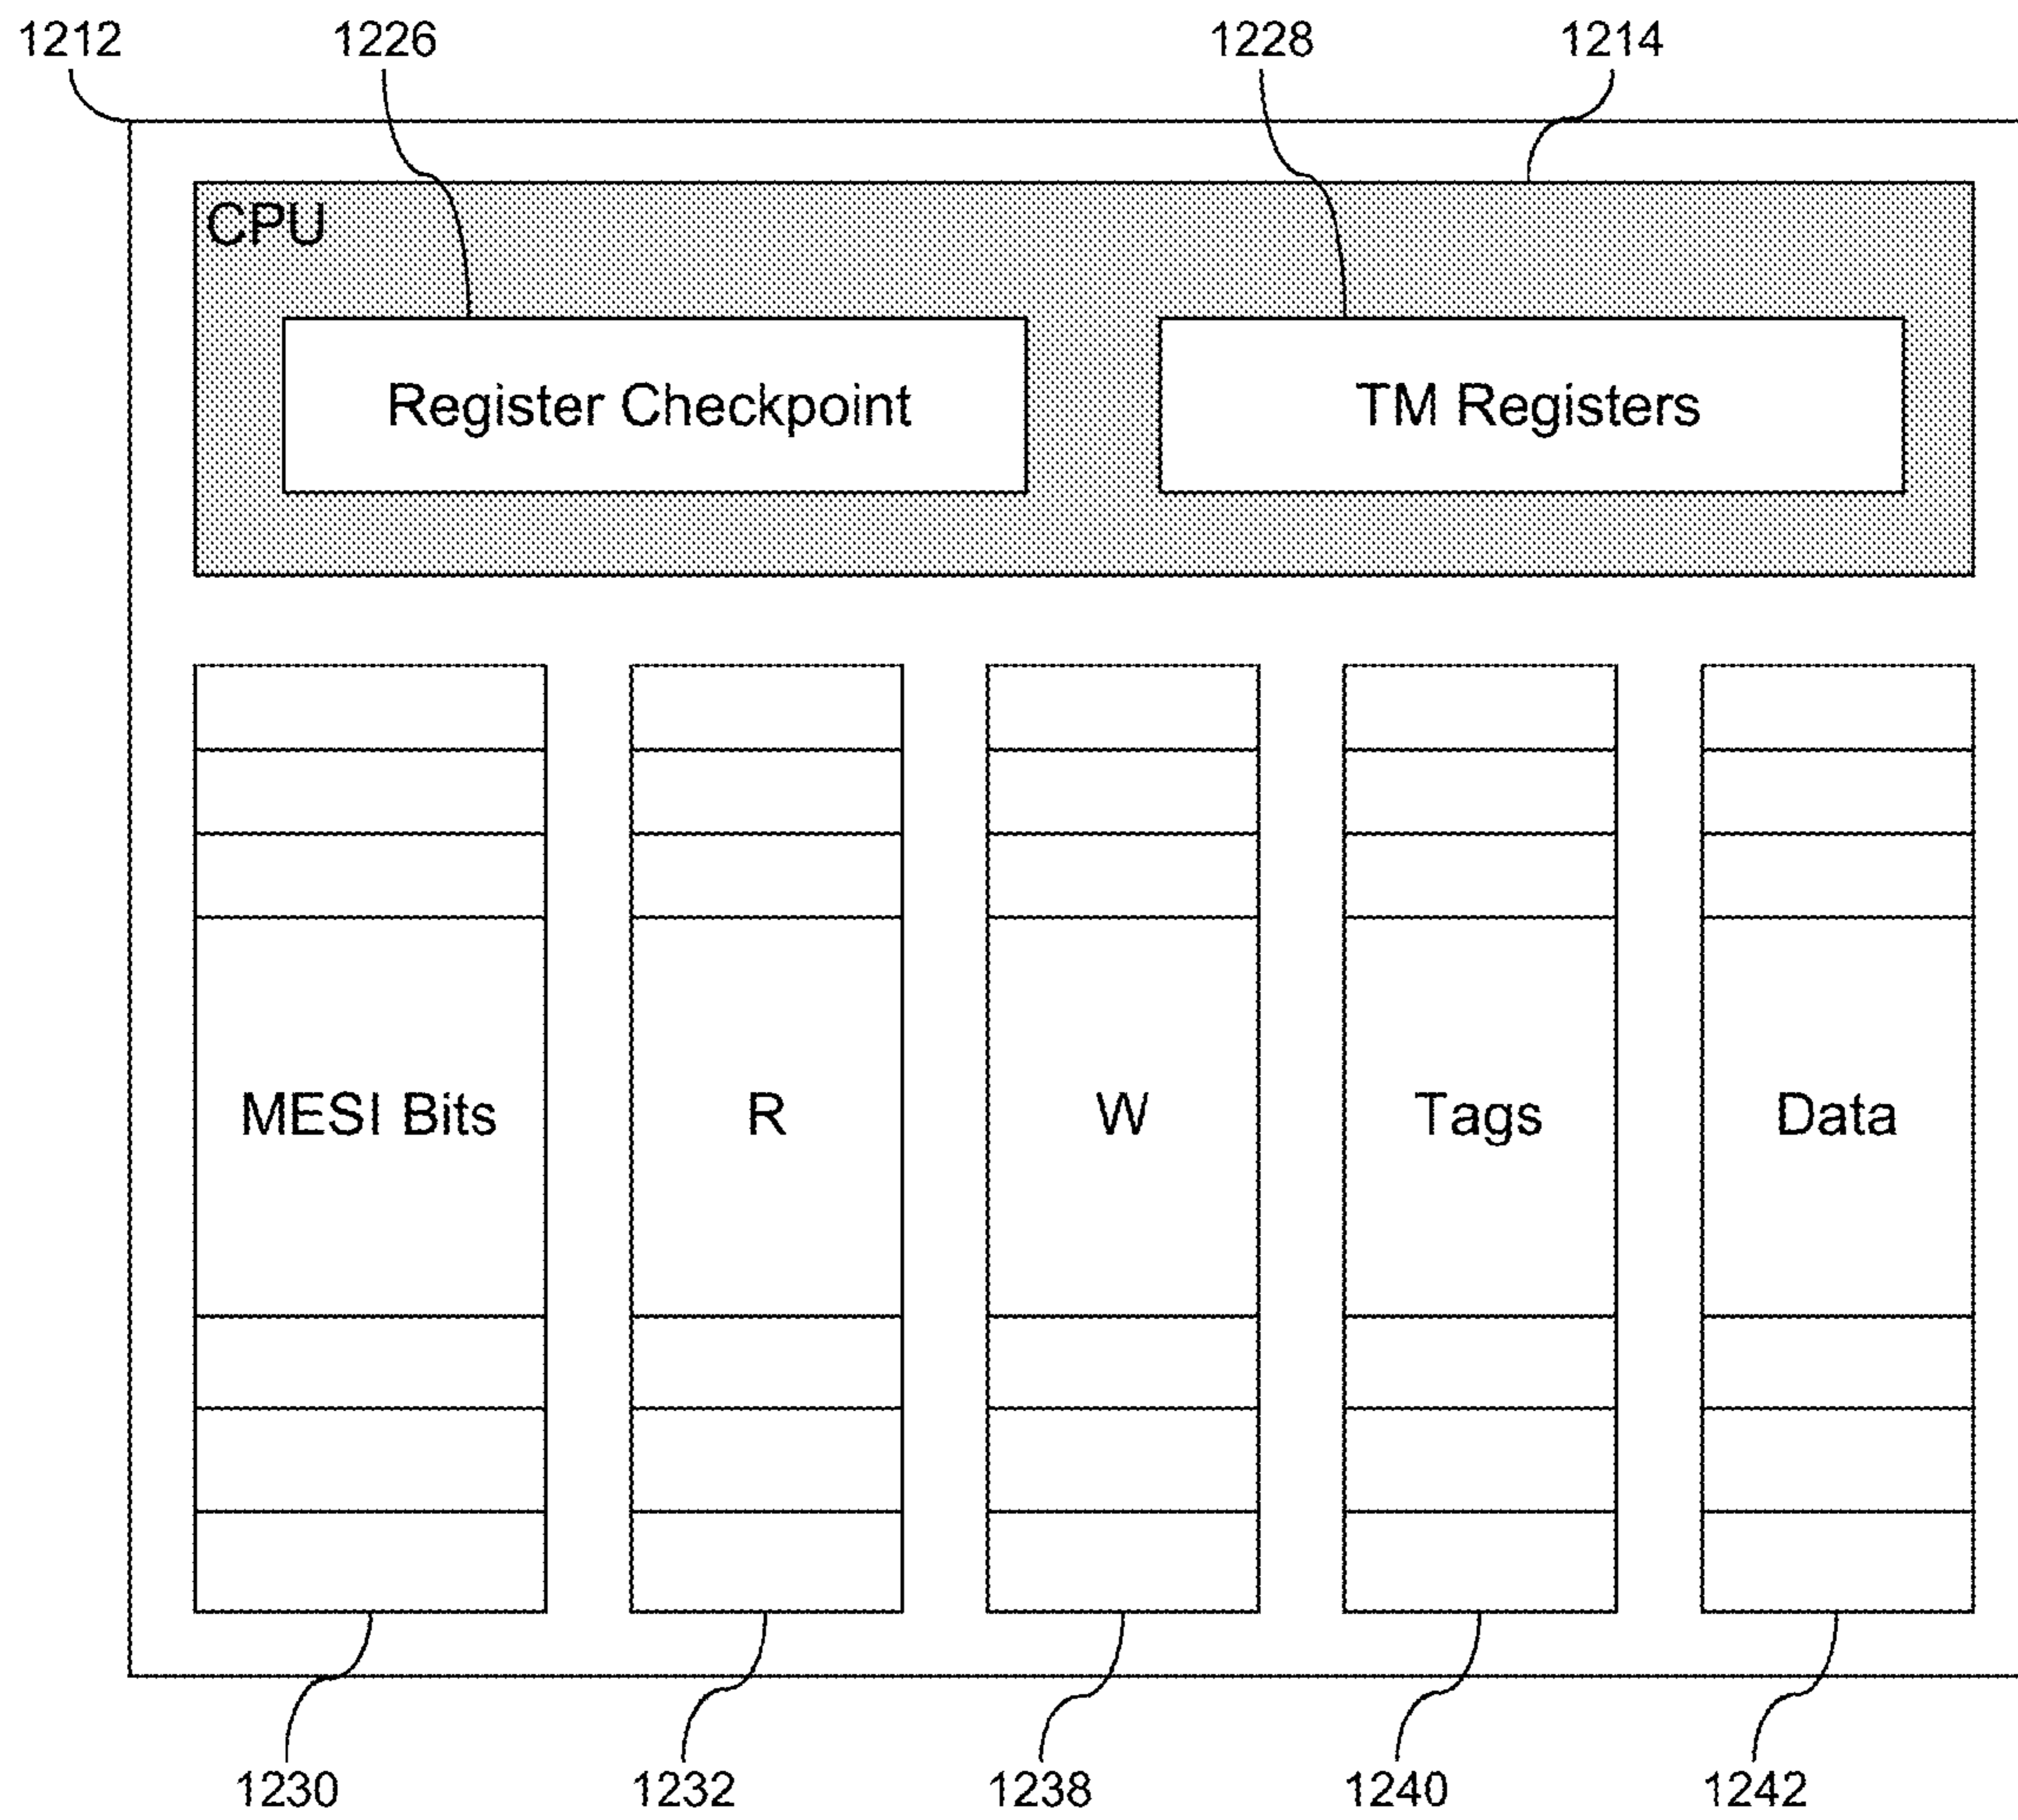 1212 1226 1228 1214
CPU
Register Checkpoint TM Registers
MESI Bits R W Tags Data
1230 1232 1238 1240 1242